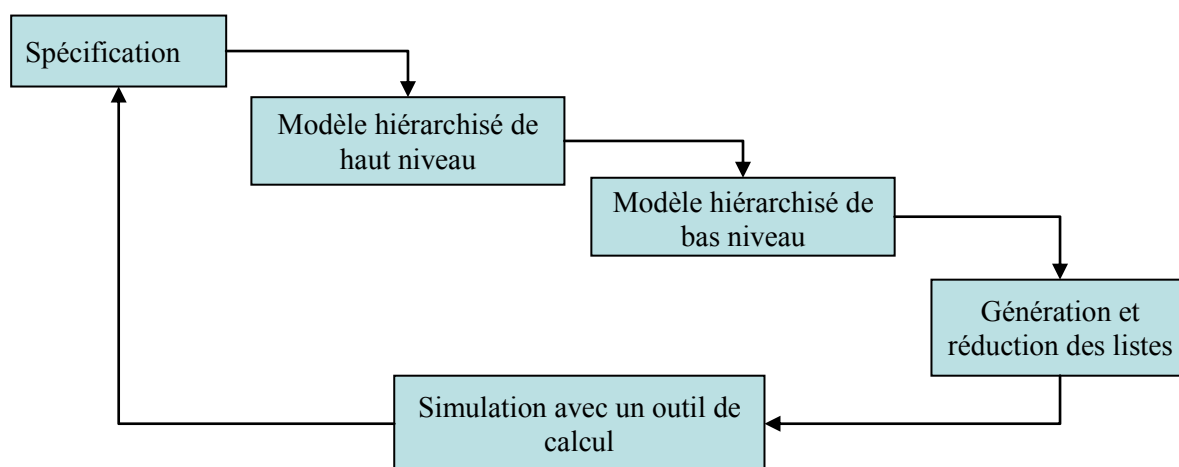 Spécification
Modèle hiérarchisé de
haut niveau
Modèle hiérarchisé de
bas niveau
Génération et
réduction des listes
Simulation avec un outil de
calcul